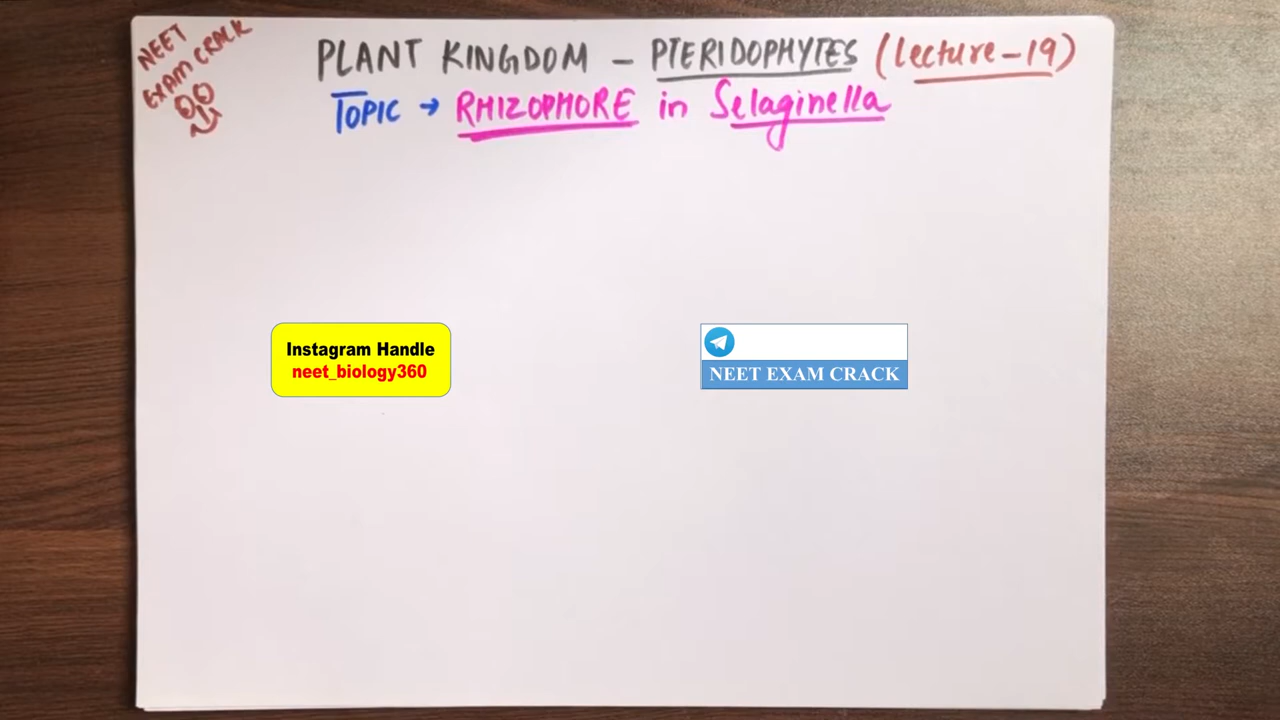 NEET
EXAM CRACK
PLANT KINGDOM - PTERIDOPHYTES (Lecture-19)
TOPIC → RHIZOPHORE in Selaginella
Instagram Handle
neet_biology360
NEET EXAM CRACK